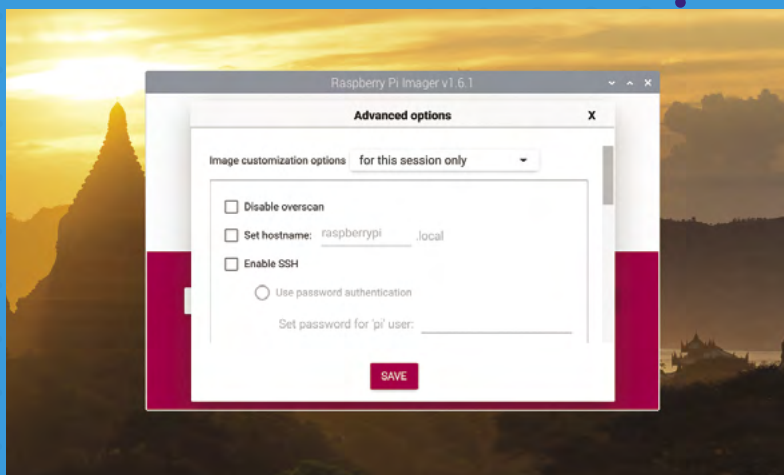 Raspberry Pi Imager v1.6.1
Advanced options X
Image customization options for this session only
Disable overscan
Set hostname: raspberrypi .local
Enable SSH
Use password authentication
Set password for 'pi' user:
SAVE